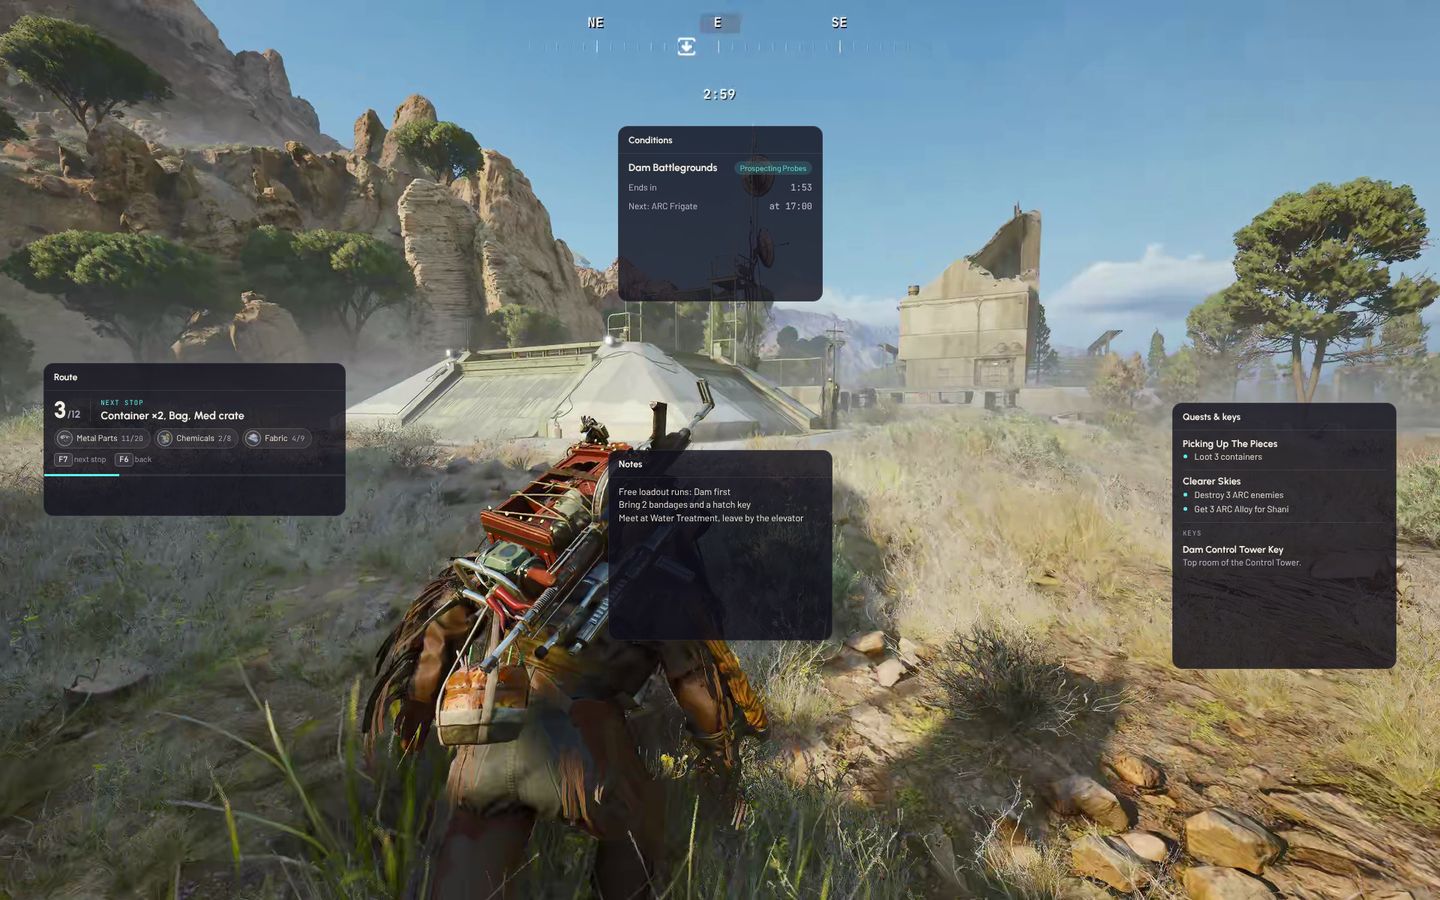 NE E SE
2:59
Conditions
Dam Battlegrounds Prospecting Probes
Ends in 1:53
Next: ARC Frigate at 17:00
Route
3/12
NEXT STOP
Container ×2, Bag, Med crate
Metal Parts 11/20 Chemicals 2/8 Fabric 4/9
F7 next stop F6 back
Notes
Free loadout runs: Dam first
Bring 2 bandages and a hatch key
Meet at Water Treatment, leave by the elevator
Quests & keys
Picking Up The Pieces
Loot 3 containers
Clearer Skies
Destroy 3 ARC enemies
Get 3 ARC Alloy for Shani
KEYS
Dam Control Tower Key
Top room of the Control Tower.